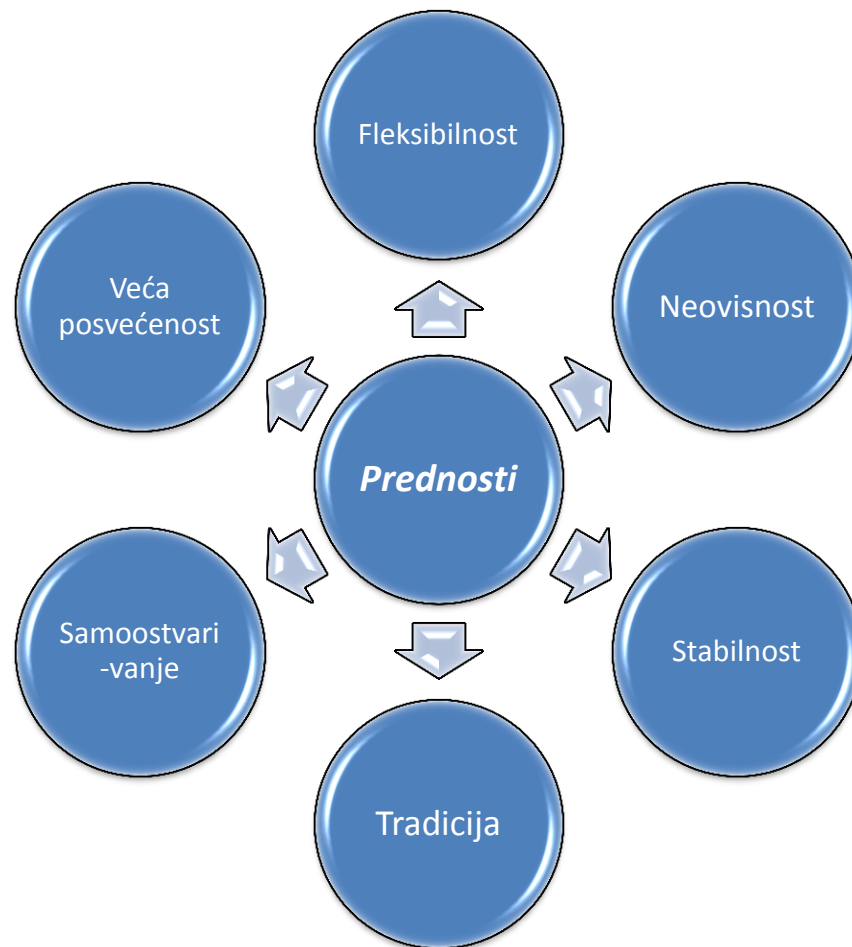 Fleksibilnost
Veća
posvećenost
Neovisnost
Prednosti
Samoostvari
-vanje
Stabilnost
Tradicija